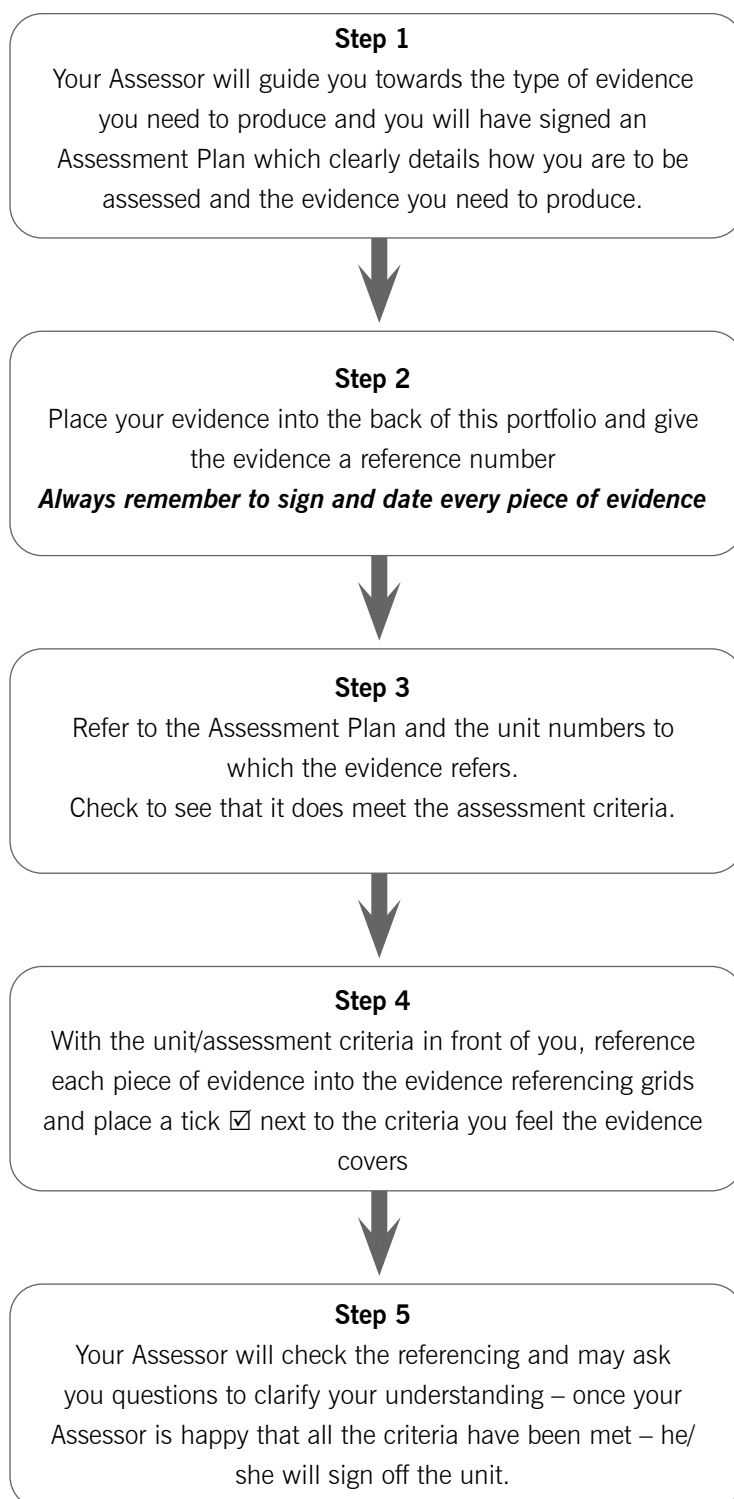 Step 1
Your Assessor will guide you towards the type of evidence
you need to produce and you will have signed an
Assessment Plan which clearly details how you are to be
assessed and the evidence you need to produce.
Step 2
Place your evidence into the back of this portfolio and give
the evidence a reference number
Always remember to sign and date every piece of evidence
Step 3
Refer to the Assessment Plan and the unit numbers to
which the evidence refers.
Check to see that it does meet the assessment criteria.
Step 4
With the unit/assessment criteria in front of you, reference
each piece of evidence into the evidence referencing grids
and place a tick ☑ next to the criteria you feel the evidence
covers
Step 5
Your Assessor will check the referencing and may ask
you questions to clarify your understanding – once your
Assessor is happy that all the criteria have been met – he/
she will sign off the unit.